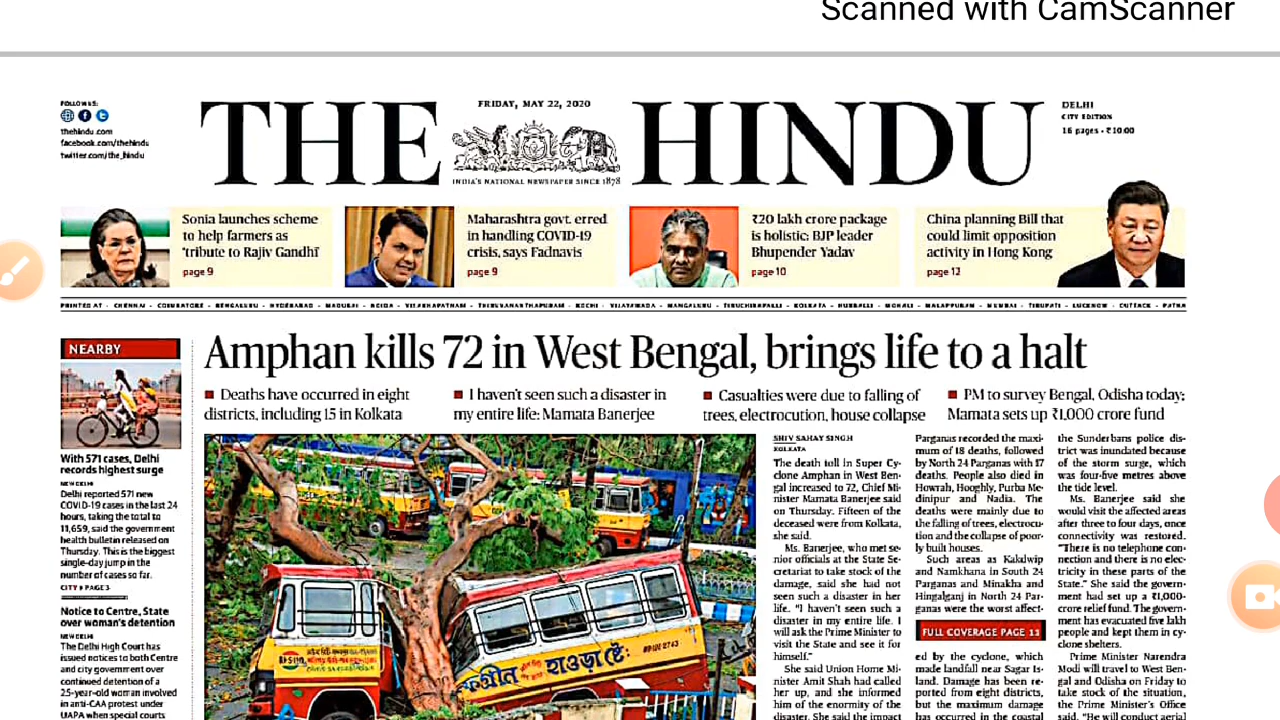 Scanned with CamScanner
FOLLOW US:
thehindu.com
facebook.com/thehindu
twitter.com/the_hindu
THE HINDU
FRIDAY, MAY 22, 2020
INDIA'S NATIONAL NEWSPAPER SINCE 1878
DELHI
CITY EDITION
16 pages • ₹10.00
Sonia launches scheme
to help farmers as
'tribute to Rajiv Gandhi'
page 9
Maharashtra govt. erred
in handling COVID-19
crisis, says Fadnavis
page 9
₹20 lakh crore package
is holistic: BJP leader
Bhupender Yadav
page 10
China planning Bill that
could limit opposition
activity in Hong Kong
page 12
PRINTED AT • CHENNAI • COIMBATORE • BENGALURU • HYDERABAD • MADURAI • NOIDA • VISAKHAPATNAM • THIRUVANANTHAPURAM • KOCHI • VIJAYAWADA • MANGALURU • TIRUCHIRAPALLI • KOLKATA • HUBBALLI • MOHALI • MALAPPURAM • MUMBAI • TIRUPATI • LUCKNOW • CUTTACK • PATNA
NEARBY
With 571 cases, Delhi
records highest surge
NEW DELHI
Delhi reported 571 new
COVID-19 cases in the last 24
hours, taking the total to
11,659, said the government
health bulletin released on
Thursday. This is the biggest
single-day jump in the
number of cases so far.
CITY ▶ PAGE 3
Notice to Centre, State
over woman's detention
NEW DELHI
The Delhi High Court has
issued notices to both Centre
and city government over
continued detention of a
25-year-old woman involved
in anti-CAA protest under
UAPA when special courts
Amphan kills 72 in West Bengal, brings life to a halt
Deaths have occurred in eight
districts, including 15 in Kolkata
I haven't seen such a disaster in
my entire life: Mamata Banerjee
Casualties were due to falling of
trees, electrocution, house collapse
PM to survey Bengal, Odisha today;
Mamata sets up ₹1,000 crore fund
হাওড়া
SHIV SAHAY SINGH
KOLKATA
The death toll in Super Cy-
clone Amphan in West Ben-
gal increased to 72, Chief Mi-
nister Mamata Banerjee said
on Thursday. Fifteen of the
deceased were from Kolkata,
she said.
Ms. Banerjee, who met se-
nior officials at the State Se-
cretariat to take stock of the
damage, said she had not
seen such a disaster in her
life. "I haven't seen such a
disaster in my entire life. I
will ask the Prime Minister to
visit the State and see it for
himself."
She said Union Home Mi-
nister Amit Shah had called
her up, and she informed
him of the enormity of the
disaster. She said the impact
Parganas recorded the maxi-
mum of 18 deaths, followed
by North 24 Parganas with 17
deaths. People also died in
Howrah, Hooghly, Purba Me-
dinipur and Nadia. The
deaths were mainly due to
the falling of trees, electrocu-
tion and the collapse of poor-
ly built houses.
Such areas as Kakdwip
and Namkhana in South 24
Parganas and Minakha and
Hingalganj in North 24 Par-
ganas were the worst affect-
FULL COVERAGE PAGE 11
ed by the cyclone, which
made landfall near Sagar Is-
land. Damage has been re-
ported from eight districts,
but the maximum damage
has occurred in the coastal
the Sunderbans police dis-
trict was inundated because
of the storm surge, which
was four-five metres above
the tide level.
Ms. Banerjee said she
would visit the affected areas
after three to four days, once
connectivity was restored.
"There is no telephone con-
nection and there is no elec-
tricity in these parts of the
State." She said the govern-
ment had set up a ₹1,000-
crore relief fund. The govern-
ment has evacuated five lakh
people and kept them in cy-
clone shelters.
Prime Minister Narendra
Modi will travel to West Ben-
gal and Odisha on Friday to
take stock of the situation,
the Prime Minister's Office
said. "He will conduct aerial